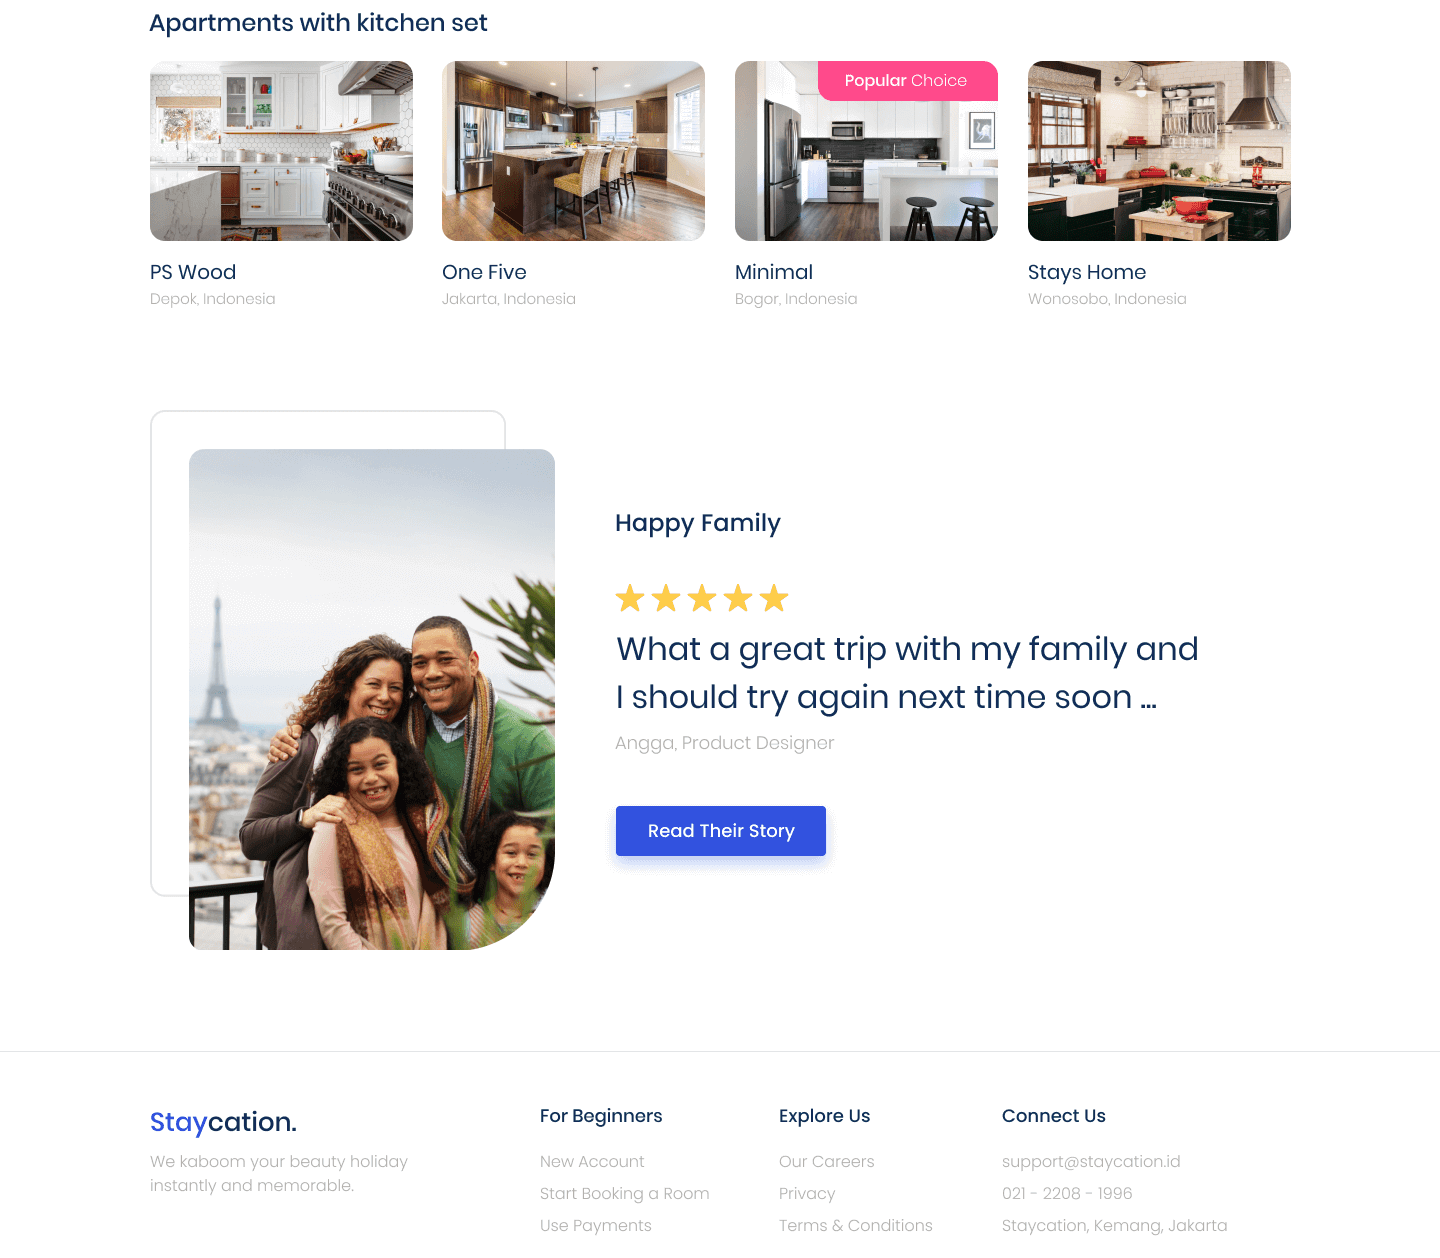 Apartments with kitchen set
Popular Choice
PS Wood
Depok, Indonesia
One Five
Jakarta, Indonesia
Minimal
Bogor, Indonesia
Stays Home
Wonosobo, Indonesia
Happy Family
What a great trip with my family and
I should try again next time soon ...
Angga, Product Designer
Read Their Story
Staycation.
We kaboom your beauty holiday
instantly and memorable.
For Beginners
New Account
Start Booking a Room
Use Payments
Explore Us
Our Careers
Privacy
Terms & Conditions
Connect Us
support@staycation.id
021 - 2208 - 1996
Staycation, Kemang, Jakarta